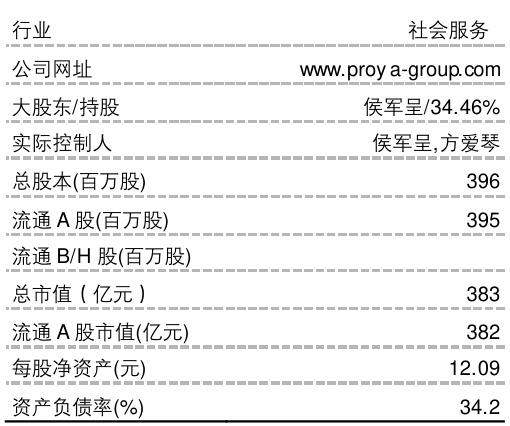 行业 社会服务
公司网址 www.proya-group.com
大股东/持股 侯军呈/34.46%
实际控制人 侯军呈,方爱琴
总股本(百万股) 396
流通 A 股(百万股) 395
流通 B/H 股(百万股)
总市值（亿元） 383
流通 A 股市值(亿元) 382
每股净资产(元) 12.09
资产负债率(%) 34.2